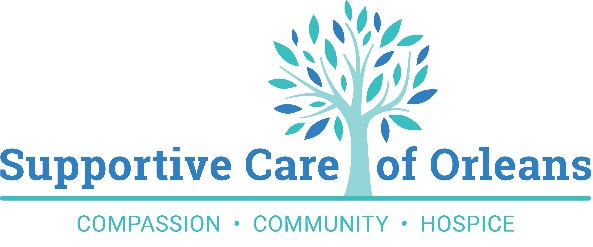 Supportive Care of Orleans
COMPASSION • COMMUNITY • HOSPICE